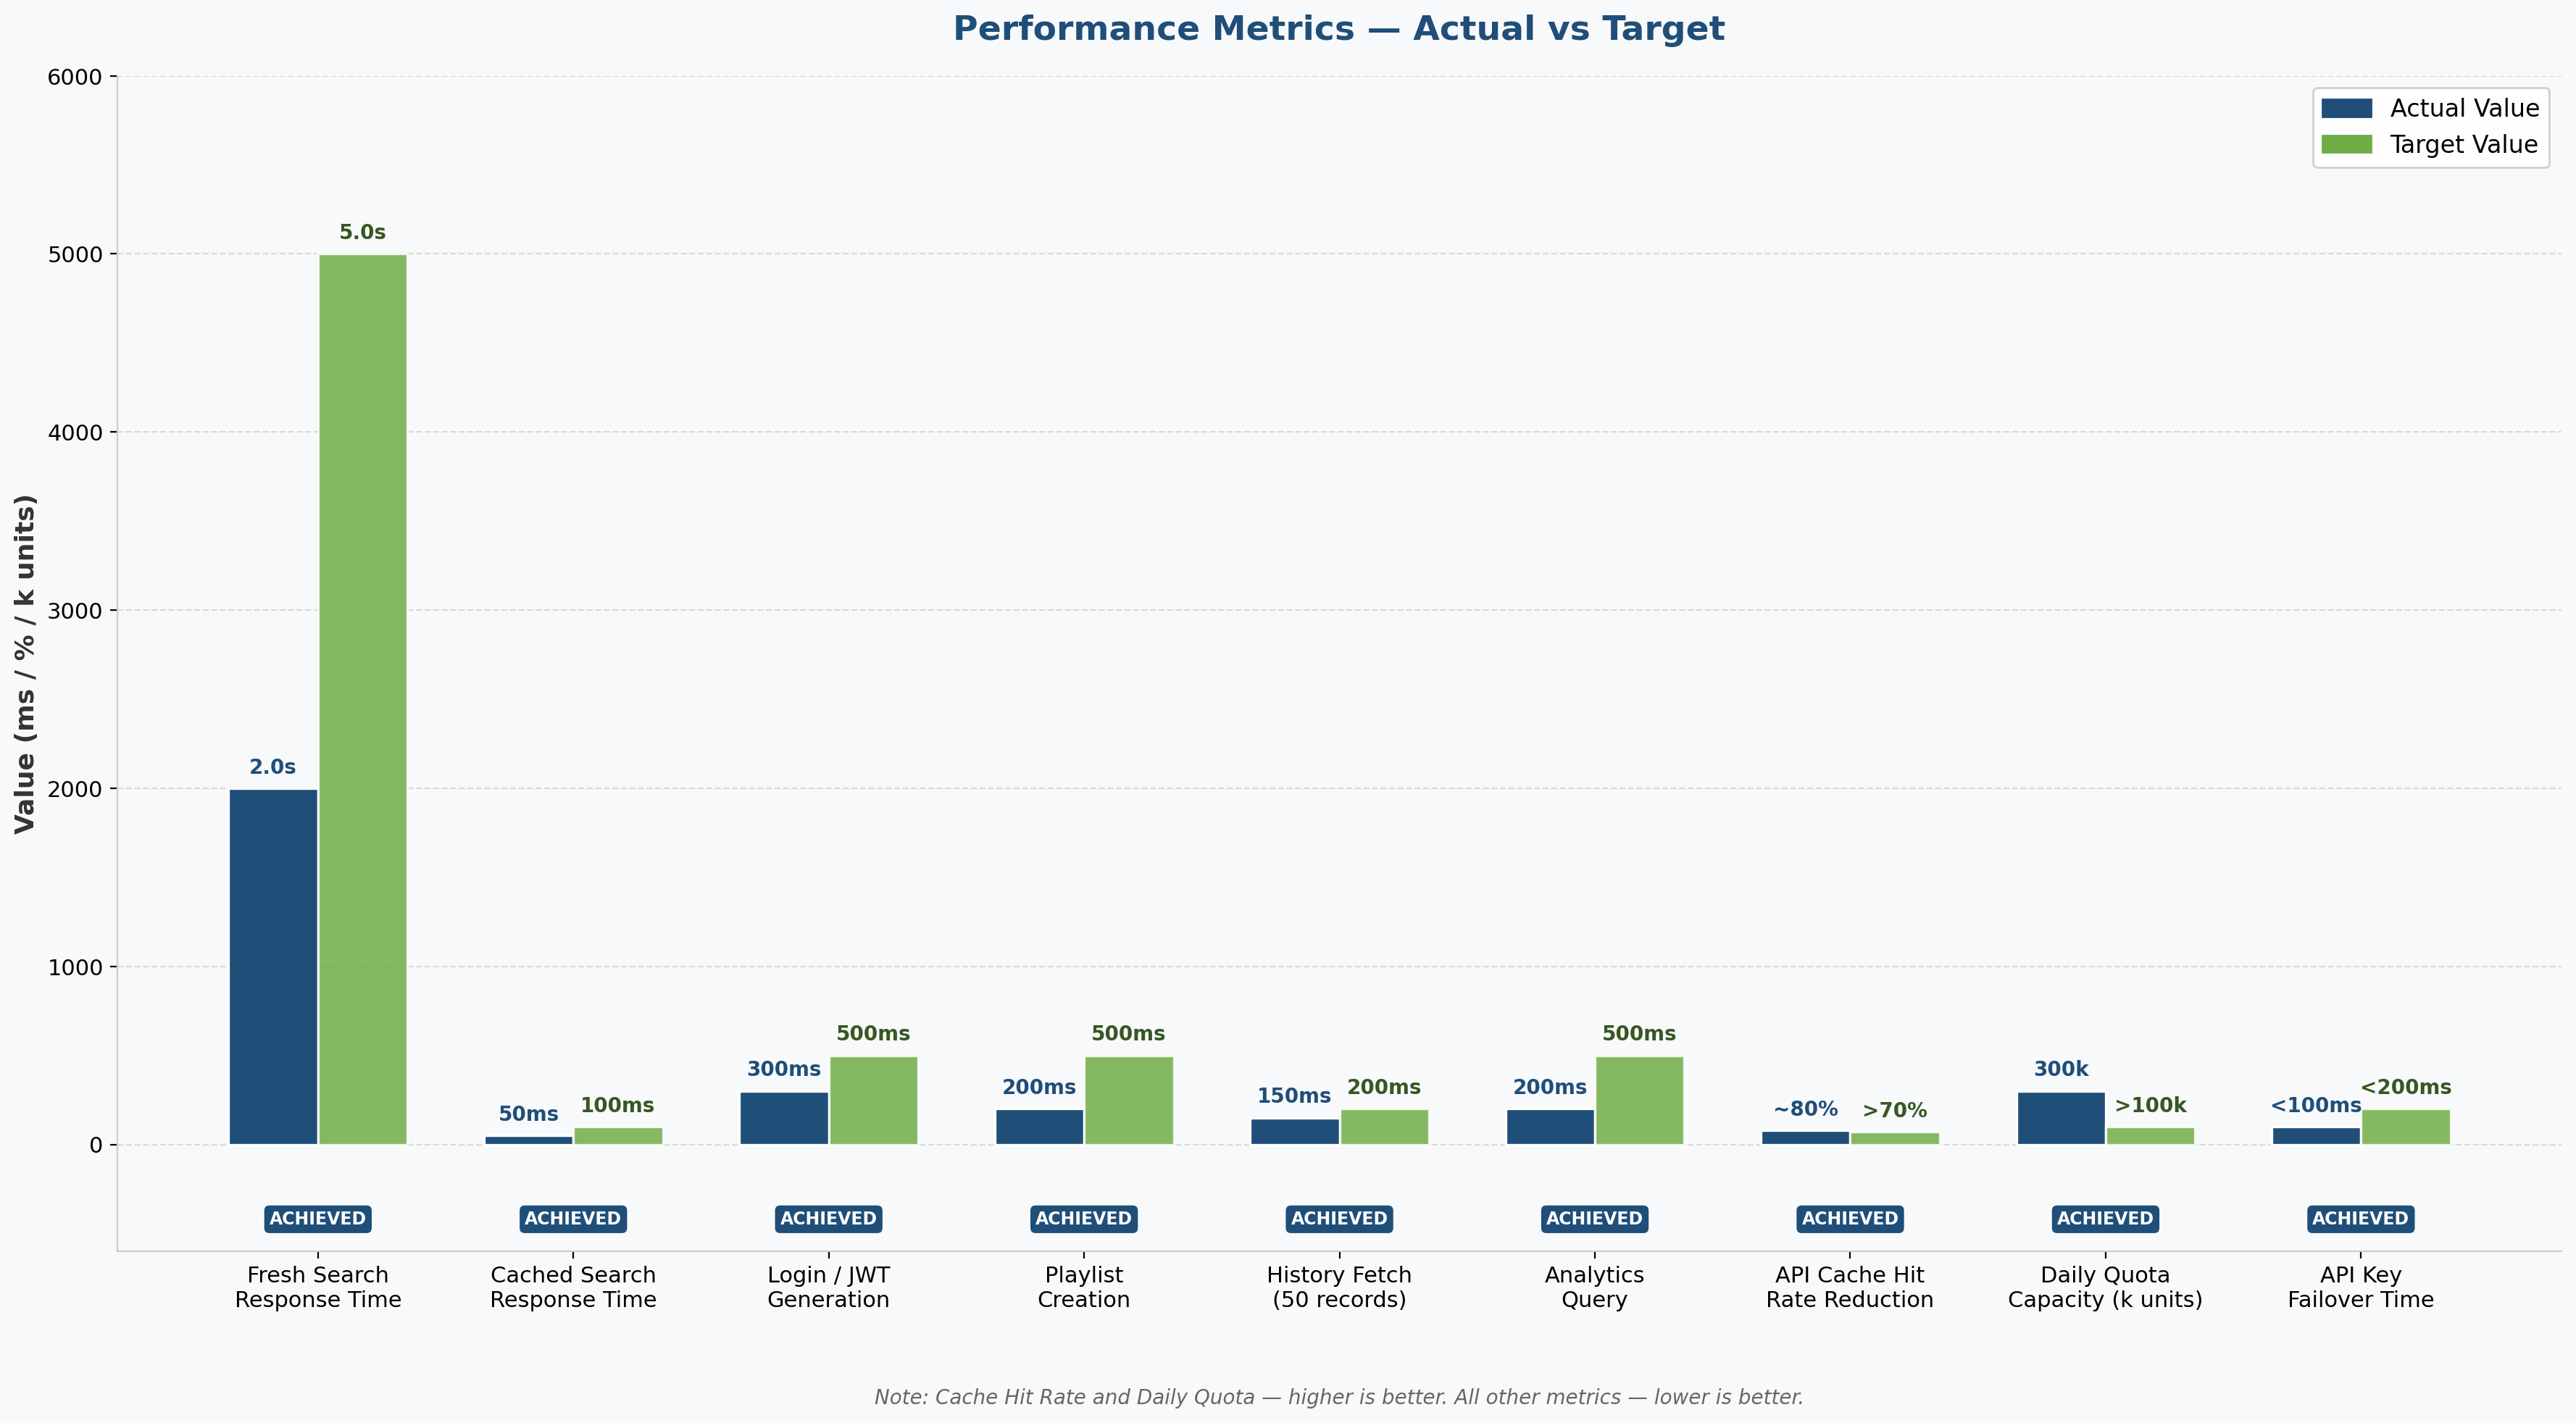 Performance Metrics — Actual vs Target
Actual Value
Target Value
Value (ms / % / k units)
6000
5000
4000
3000
2000
1000
0
2.0s
5.0s
50ms
100ms
300ms
500ms
200ms
500ms
150ms
200ms
200ms
500ms
~80%
>70%
300k
>100k
<100ms
<200ms
ACHIEVED
ACHIEVED
ACHIEVED
ACHIEVED
ACHIEVED
ACHIEVED
ACHIEVED
ACHIEVED
ACHIEVED
Fresh Search
Response Time
Cached Search
Response Time
Login / JWT
Generation
Playlist
Creation
History Fetch
(50 records)
Analytics
Query
API Cache Hit
Rate Reduction
Daily Quota
Capacity (k units)
API Key
Failover Time
Note: Cache Hit Rate and Daily Quota — higher is better. All other metrics — lower is better.